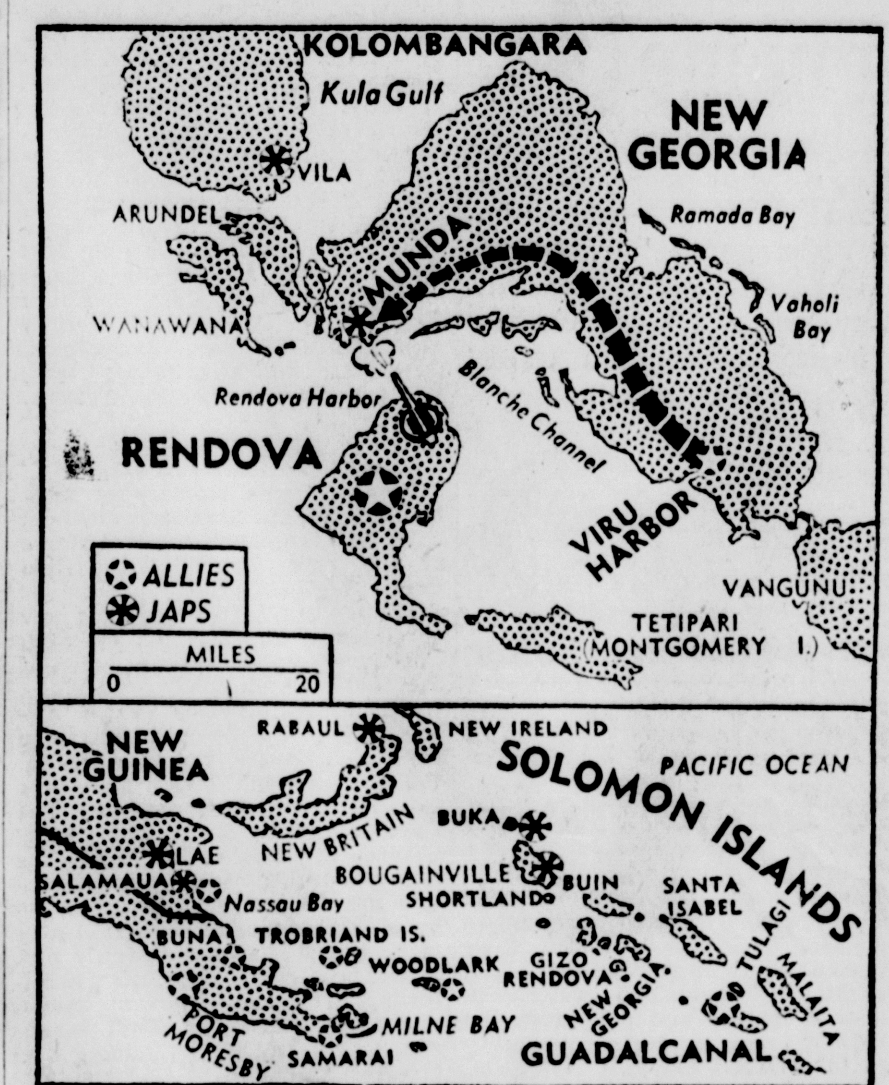 KOLOMBANGARA
Kula Gulf
NEW
GEORGIA
VILA
ARUNDEL
Ramada Bay
MUNDA
WANAWANA
Vaholi
Bay
Rendova Harbor
Blanche Channel
RENDOVA
VIRU
HARBOR
VANGUNU
ALLIES
JAPS
TETIPARI
(MONTGOMERY I.)
MILES
0 20
RABAUL
NEW IRELAND
NEW
GUINEA
SOLOMON ISLANDS
PACIFIC OCEAN
BUKA
NEW BRITAIN
LAE
BOUGAINVILLE
SALAMAUA
BUIN
SHORTLAND
SANTA
ISABEL
Nassau Bay
TULAGI
BUNA
TROBRIAND IS.
MALAITA
WOODLARK
GIZO
RENDOVA
NEW
GEORGIA
PORT
MORESBY
MILNE BAY
SAMARAI
GUADALCANAL